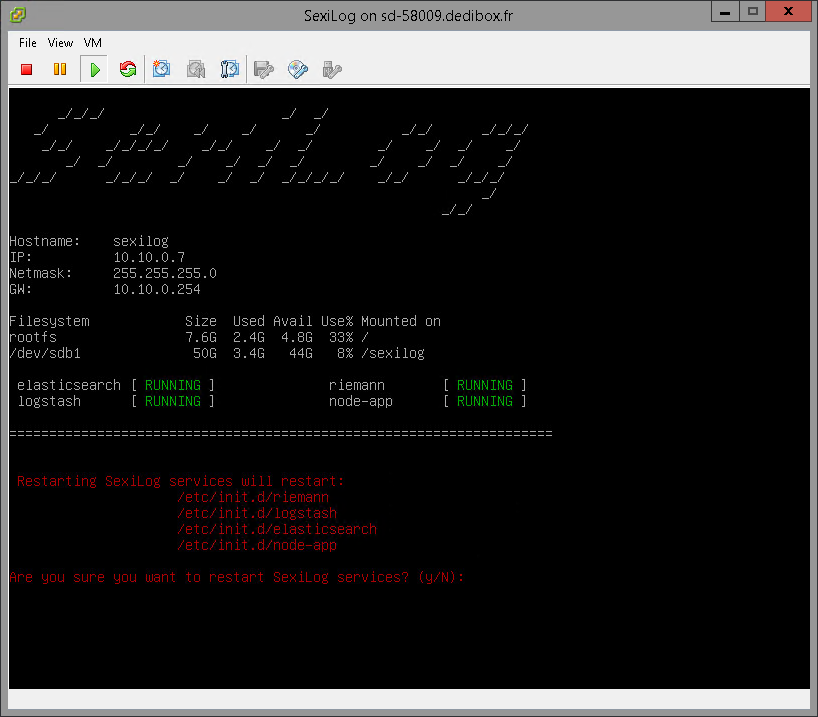 SexiLog on sd-58009.dedibox.fr
File View VM
SexiLog
Hostname: sexilog
IP: 10.10.0.7
Netmask: 255.255.255.0
GW: 10.10.0.254
Filesystem Size Used Avail Use% Mounted on
rootfs 7.6G 2.4G 4.8G 33% /
/dev/sdb1 50G 3.4G 44G 8% /sexilog
elasticsearch [ RUNNING ] riemann [ RUNNING ]
logstash [ RUNNING ] node-app [ RUNNING ]
====================================================================
Restarting SexiLog services will restart:
/etc/init.d/riemann
/etc/init.d/logstash
/etc/init.d/elasticsearch
/etc/init.d/node-app
Are you sure you want to restart SexiLog services? (y/N):